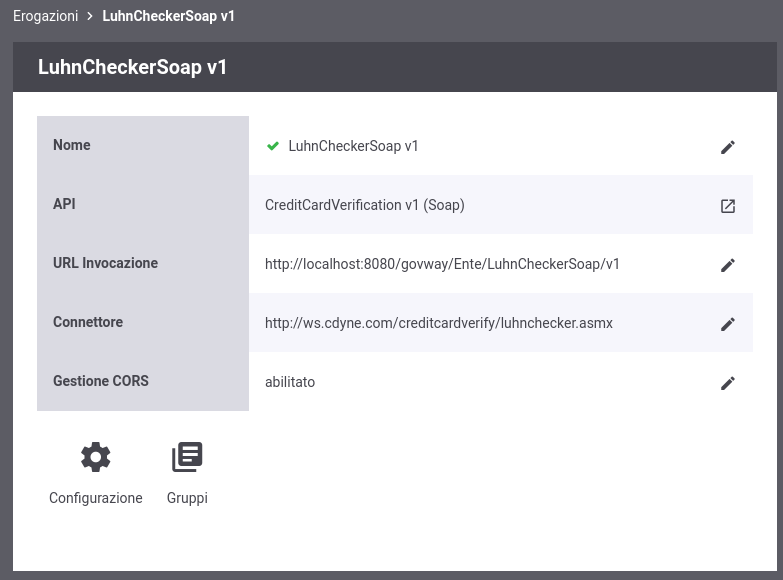 Erogazioni > LuhnCheckerSoap v1
LuhnCheckerSoap v1
Nome LuhnCheckerSoap v1
API CreditCardVerification v1 (Soap)
URL Invocazione http://localhost:8080/govway/Ente/LuhnCheckerSoap/v1
Connettore http://ws.cdyne.com/creditcardverify/luhnchecker.asmx
Gestione CORS abilitato
Configurazione Gruppi